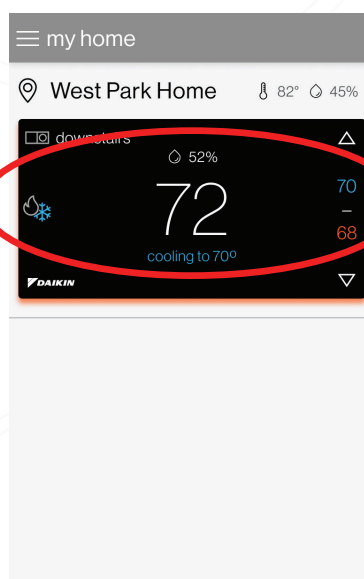 my home
West Park Home 82° 45%
downstairs
52%
72
70
–
68
cooling to 70º
DAIKIN